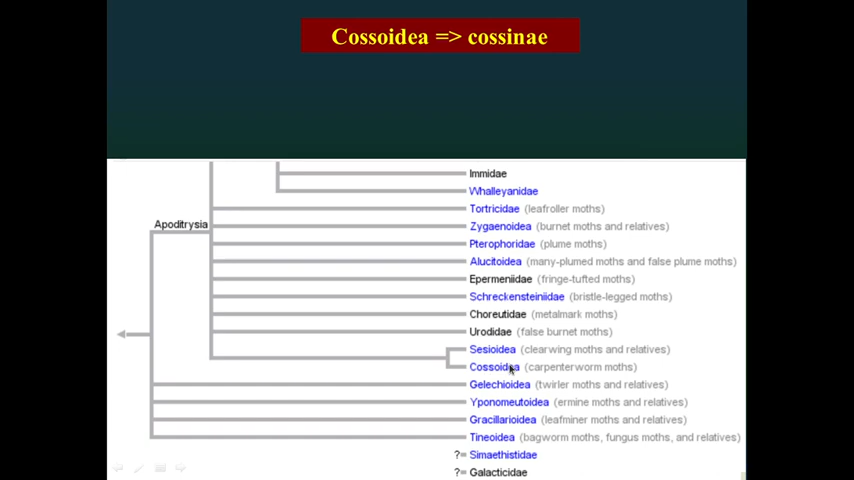 Cossoidea => cossinae
Immidae
Whalleyanidae
Tortricidae (leafroller moths)
Apoditrysia
Zygaenoidea (burnet moths and relatives)
Pterophoridae (plume moths)
Alucitoidea (many-plumed moths and false plume moths)
Epermeniidae (fringe-tufted moths)
Schreckensteiniidae (bristle-legged moths)
Choreutidae (metalmark moths)
Urodidae (false burnet moths)
Sesioidea (clearwing moths and relatives)
Cossoidea (carpenterworm moths)
Gelechioidea (twirler moths and relatives)
Yponomeutoidea (ermine moths and relatives)
Gracillarioidea (leafminer moths and relatives)
Tineoidea (bagworm moths, fungus moths, and relatives)
?= Simaethistidae
?= Galacticidae